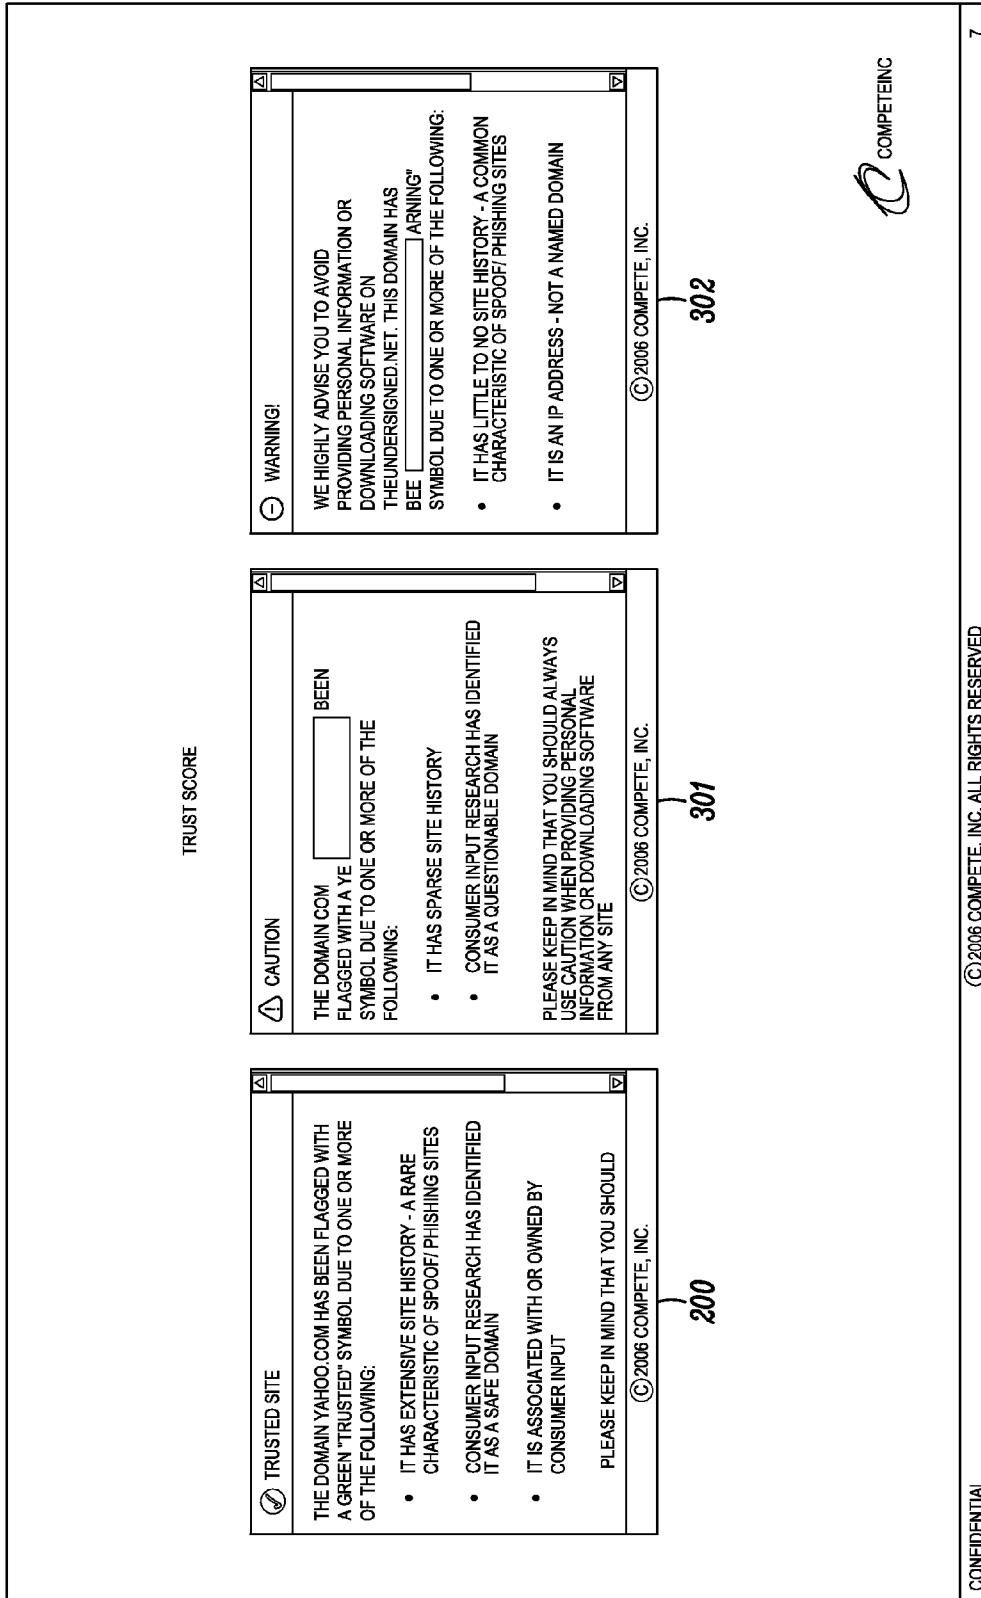 TRUST SCORE
TRUSTED SITE
THE DOMAIN YAHOO.COM HAS BEEN FLAGGED WITH
A GREEN "TRUSTED" SYMBOL DUE TO ONE OR MORE
OF THE FOLLOWING:
• IT HAS EXTENSIVE SITE HISTORY - A RARE
CHARACTERISTIC OF SPOOF/ PHISHING SITES
• CONSUMER INPUT RESEARCH HAS IDENTIFIED
IT AS A SAFE DOMAIN
• IT IS ASSOCIATED WITH OR OWNED BY
CONSUMER INPUT
PLEASE KEEP IN MIND THAT YOU SHOULD
©2006 COMPETE, INC.
200
CAUTION
THE DOMAIN COM BEEN
FLAGGED WITH A YE
SYMBOL DUE TO ONE OR MORE OF THE
FOLLOWING:
• IT HAS SPARSE SITE HISTORY
• CONSUMER INPUT RESEARCH HAS IDENTIFIED
IT AS A QUESTIONABLE DOMAIN
PLEASE KEEP IN MIND THAT YOU SHOULD ALWAYS
USE CAUTION WHEN PROVIDING PERSONAL
INFORMATION OR DOWNLOADING SOFTWARE
FROM ANY SITE
©2006 COMPETE, INC.
301
WARNING!
WE HIGHLY ADVISE YOU TO AVOID
PROVIDING PERSONAL INFORMATION OR
DOWNLOADING SOFTWARE ON
THEUNDERSIGNED.NET. THIS DOMAIN HAS
BEE ARNING"
SYMBOL DUE TO ONE OR MORE OF THE FOLLOWING:
• IT HAS LITTLE TO NO SITE HISTORY - A COMMON
CHARACTERISTIC OF SPOOF/ PHISHING SITES
• IT IS AN IP ADDRESS - NOT A NAMED DOMAIN
©2006 COMPETE, INC.
302
COMPETEINC
CONFIDENTIAL
©2006 COMPETE, INC. ALL RIGHTS RESERVED
7